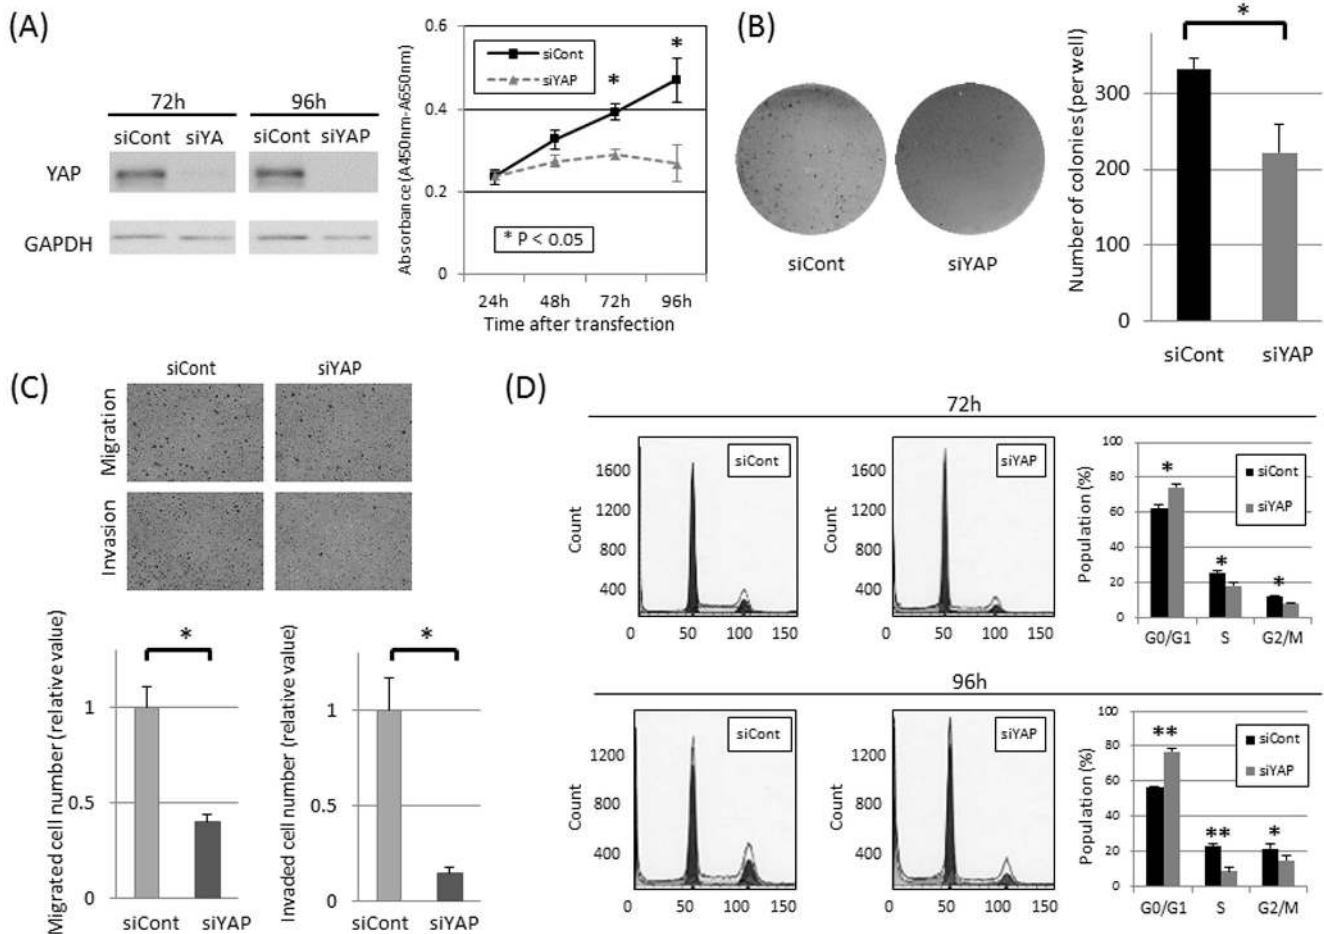 (A)
72h 96h
siCont siYA siCont siYAP
YAP
GAPDH
Absorbance (A450nm-A650nm)
0.6
0.4
0.2
0
siCont
siYAP
*
*
* P < 0.05
24h 48h 72h 96h
Time after transfection
(B)
siCont siYAP
Number of colonies(per well)
*
300
200
100
0
siCont siYAP
(C)
siCont siYAP
Migration
Invasion
Migrated cell number (relative value)
*
1
0.5
0
siCont siYAP
Invaded cell number (relative value)
*
1
0.5
0
siCont siYAP
(D)
72h
siCont
Count
1600
1200
800
400
0 50 100 150
siYAP
Count
1600
1200
800
400
0 50 100 150
Population (%)
100
80
60
40
20
0
siCont
siYAP
*
*
*
G0/G1 S G2/M
96h
siCont
Count
1200
800
400
0 50 100 150
siYAP
Count
1200
800
400
0 50 100 150
Population (%)
100
80
60
40
20
0
siCont
siYAP
**
**
*
G0/G1 S G2/M